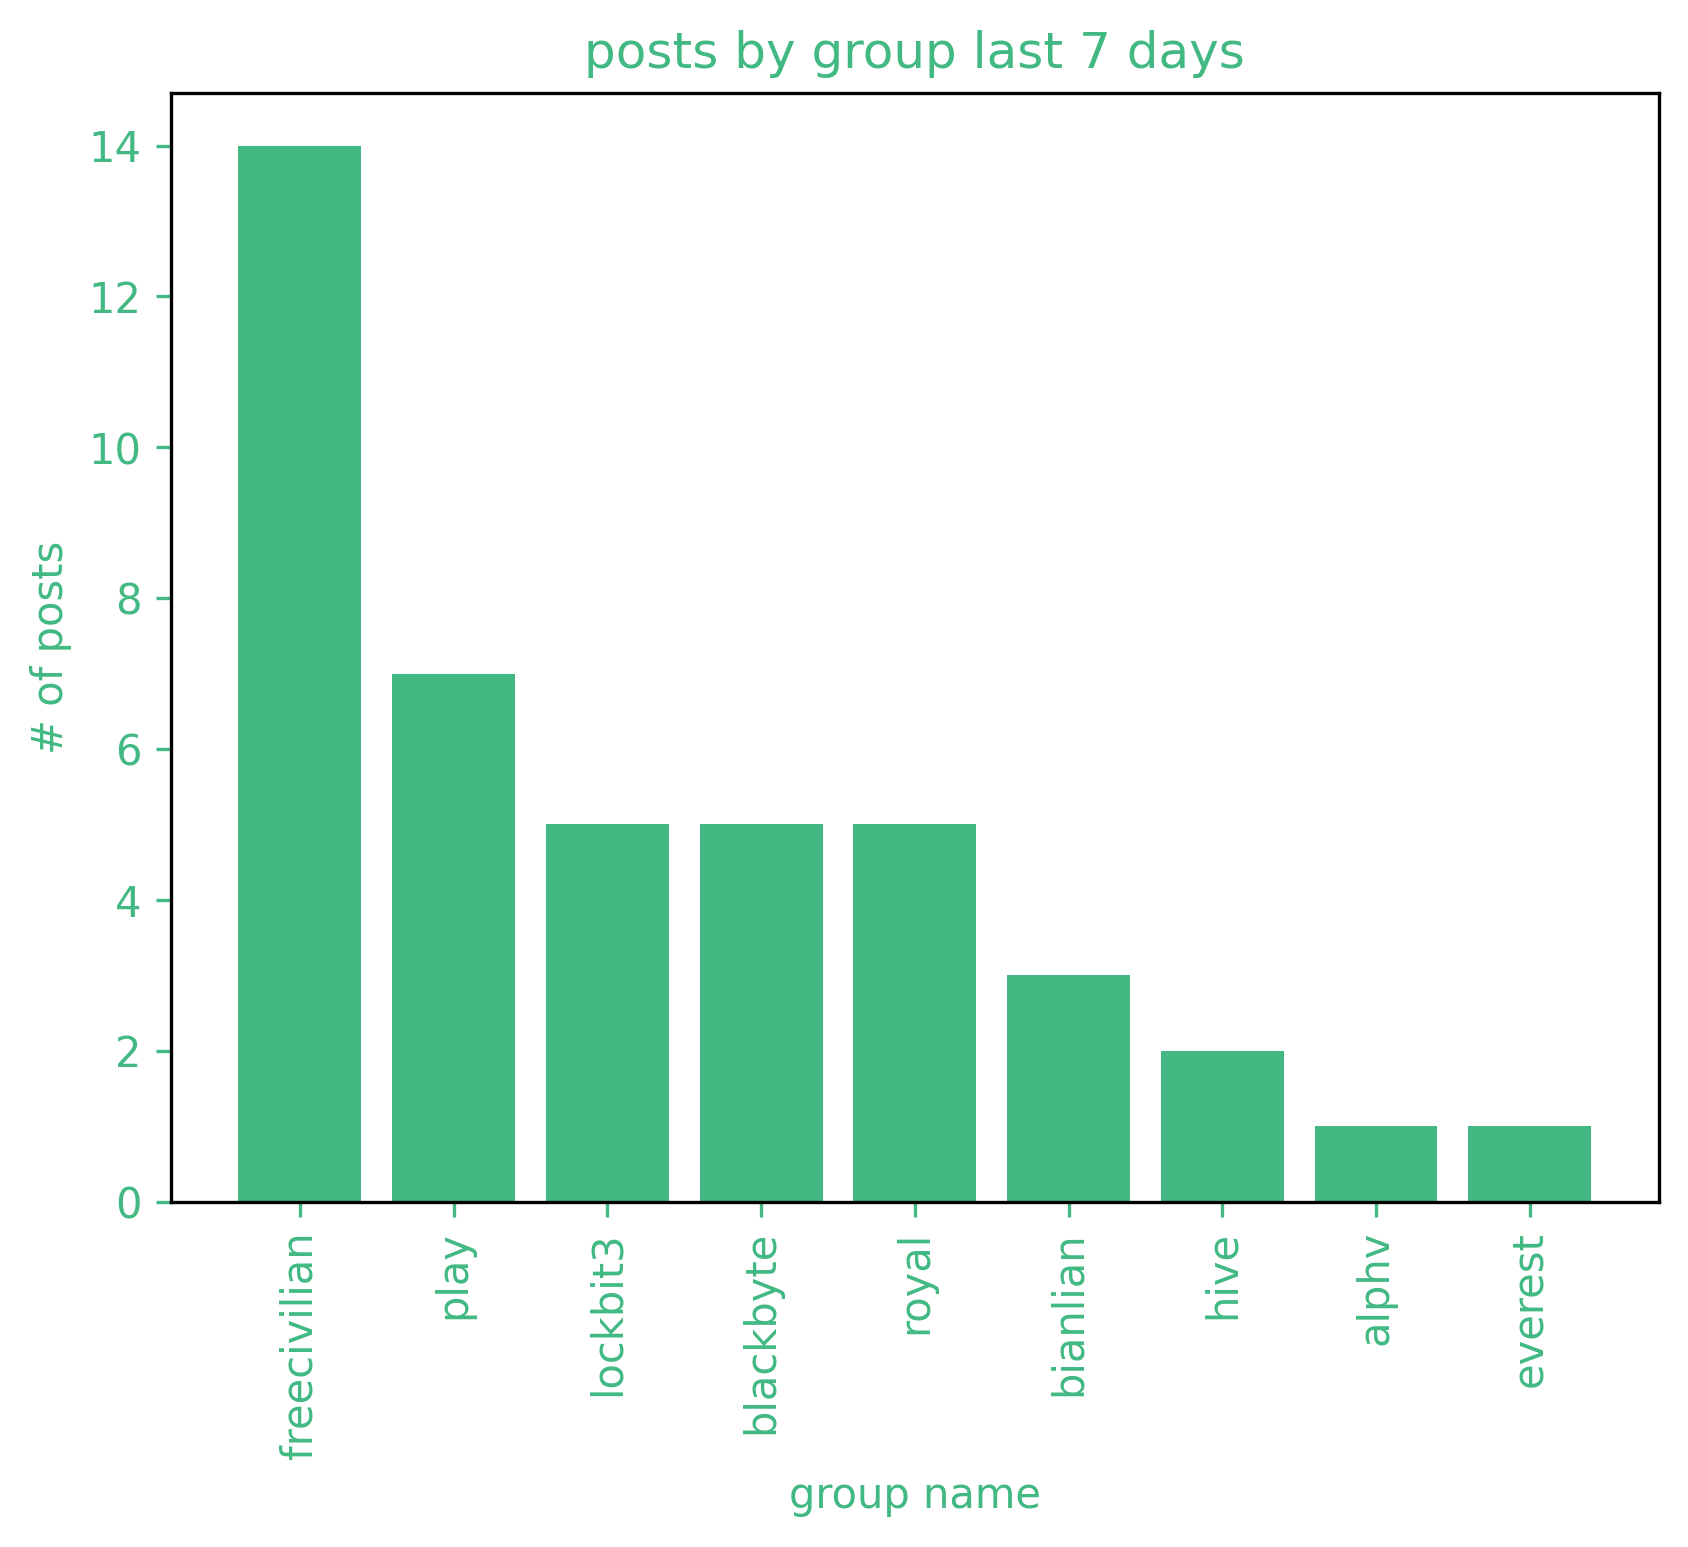 posts by group last 7 days
# of posts
14
12
10
8
6
4
2
0
freecivilian
play
lockbit3
blackbyte
royal
bianlian
hive
alphv
everest
group name